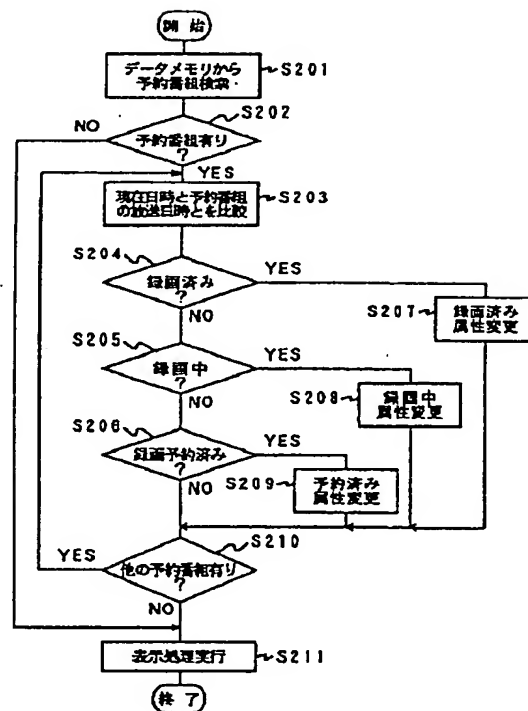 開始
データメモリから
予約番組検索
S201
S202
NO
予約番組有り
?
YES
現在日時と予約番組
の放送日時とを比較
S203
S204
録画済み
?
YES
NO
S207
録画済み
属性変更
S205
録画中
?
YES
NO
S208
録画中
属性変更
S206
録画予約済み
?
YES
NO
S209
予約済み
属性変更
S210
YES
他の予約番組有り
?
NO
表示処理実行
S211
終了